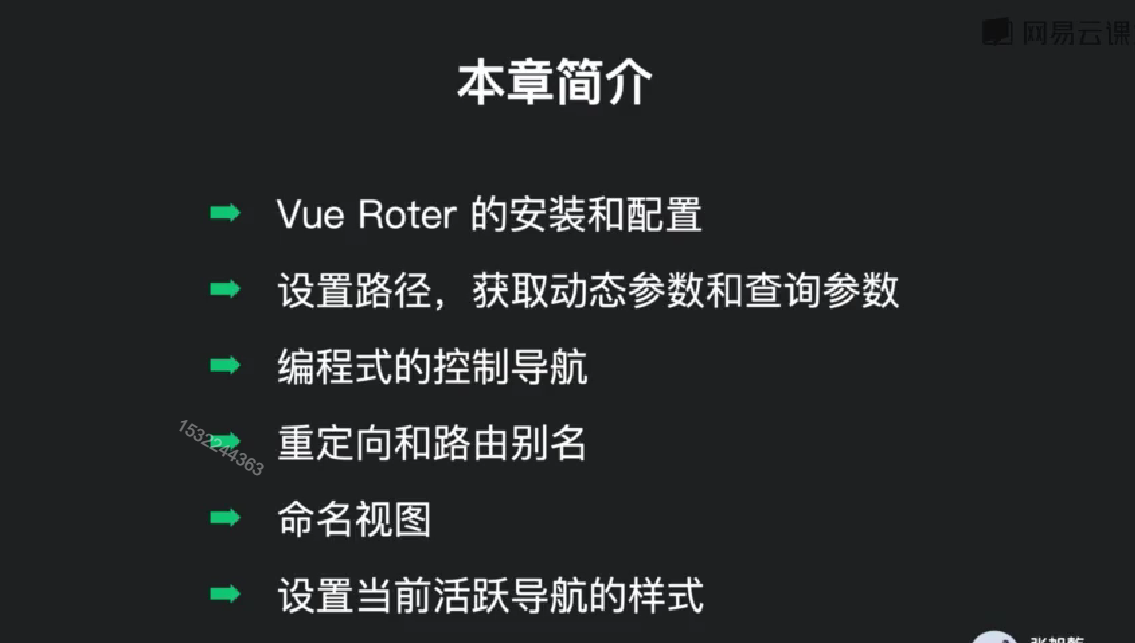 网易云课
本章简介
Vue Roter 的安装和配置
设置路径，获取动态参数和查询参数
编程式的控制导航
重定向和路由别名
1532244363
命名视图
设置当前活跃导航的样式